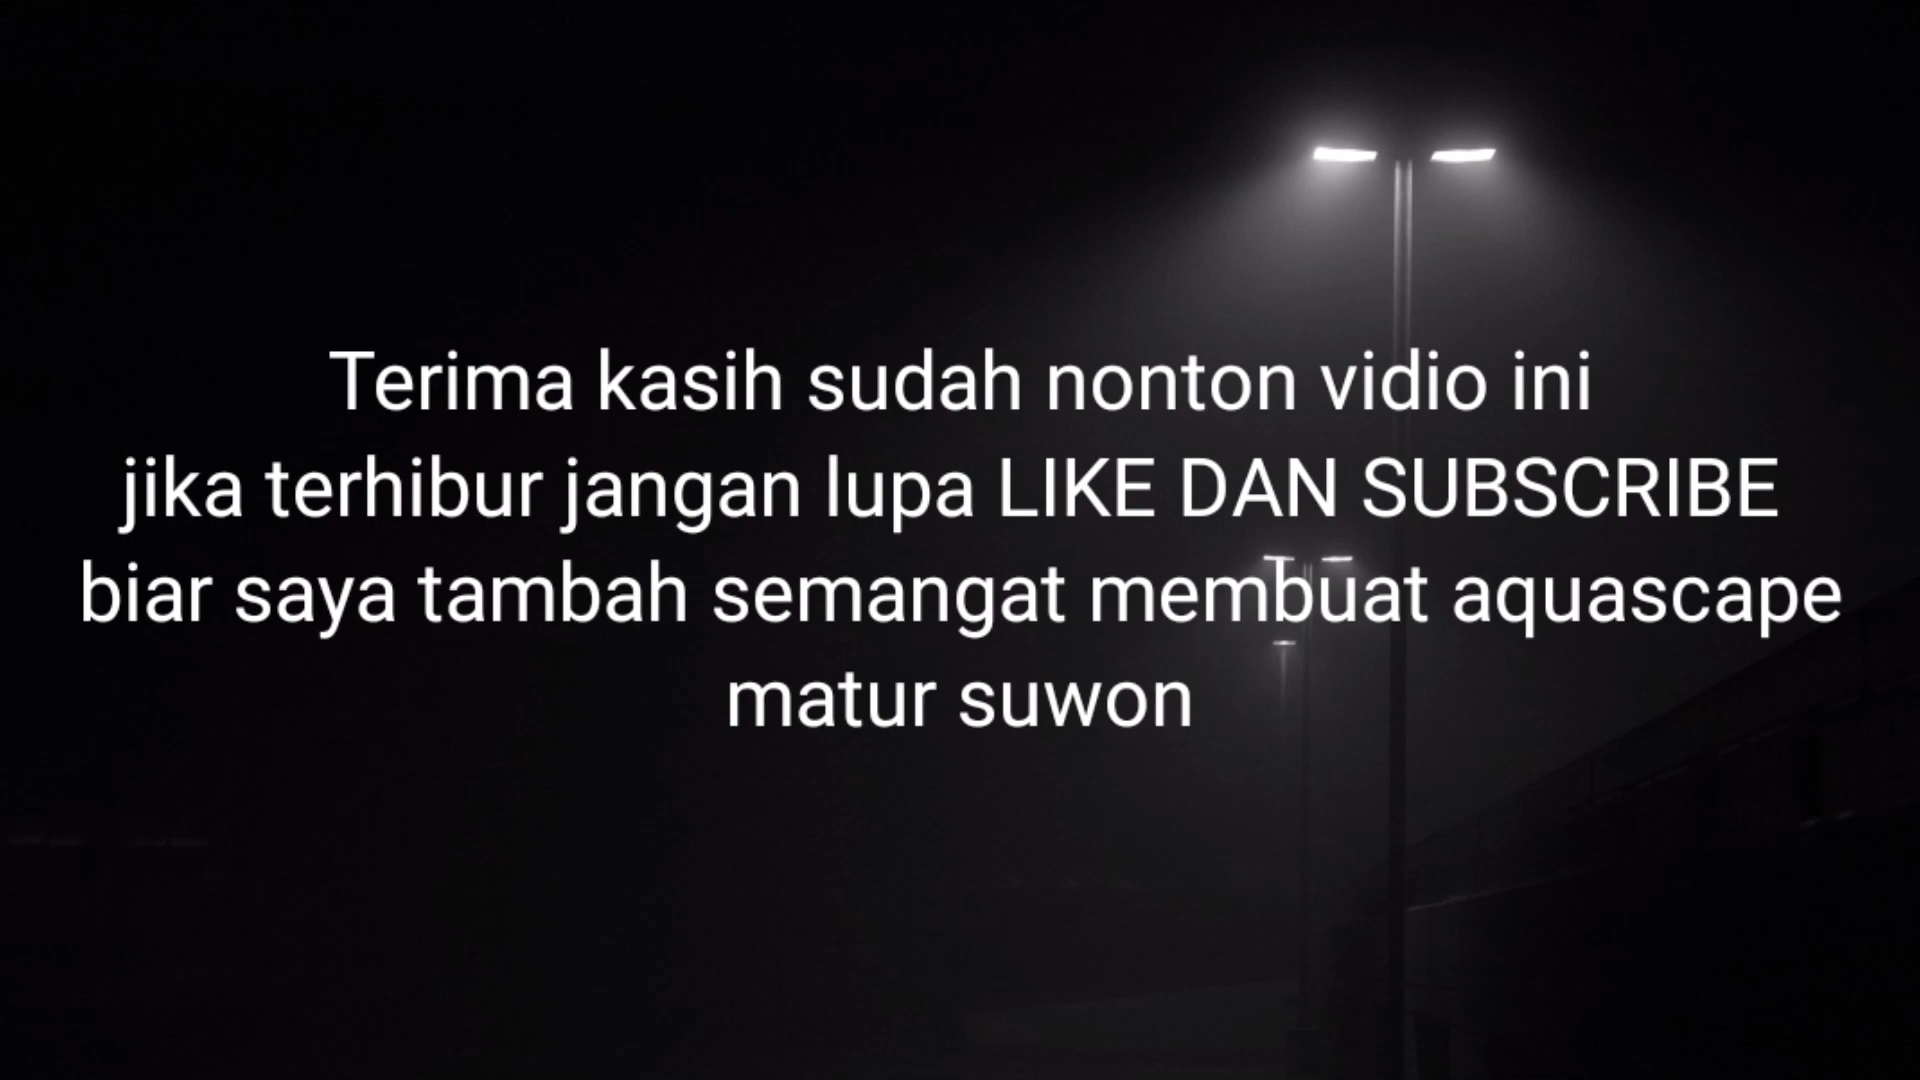 Terima kasih sudah nonton vidio ini
jika terhibur jangan lupa LIKE DAN SUBSCRIBE
biar saya tambah semangat membuat aquascape
matur suwon